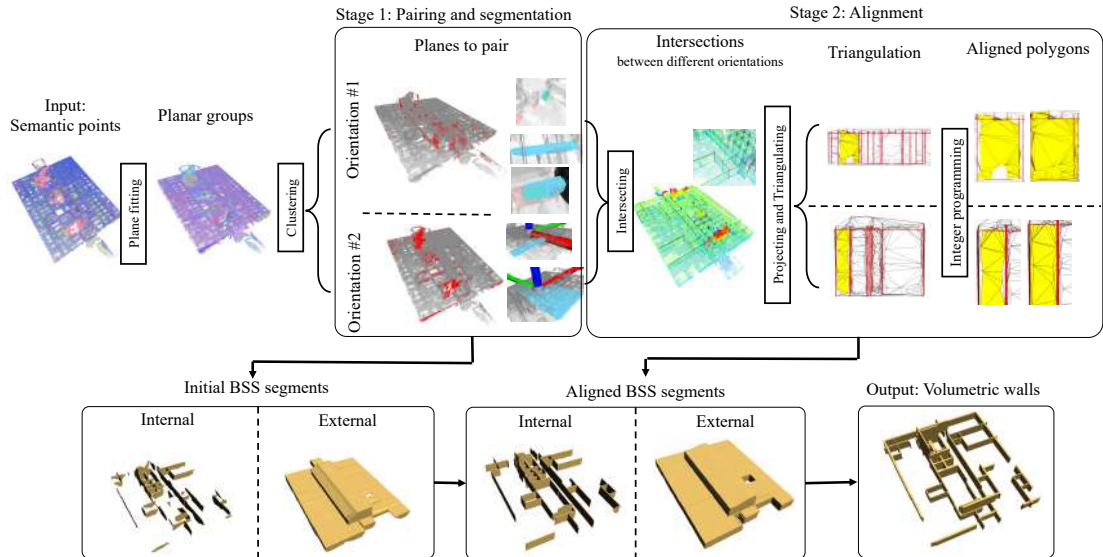 Stage 1: Pairing and segmentation
Stage 2: Alignment
Planes to pair
Intersections
between different orientations
Triangulation
Aligned polygons
Input:
Semantic points
Planar groups
Plane fitting
Clustering
Orientation #1
Orientation #2
Intersecting
Projecting and Triangulating
Integer programming
Initial BSS segments
Aligned BSS segments
Output: Volumetric walls
Internal
External
Internal
External